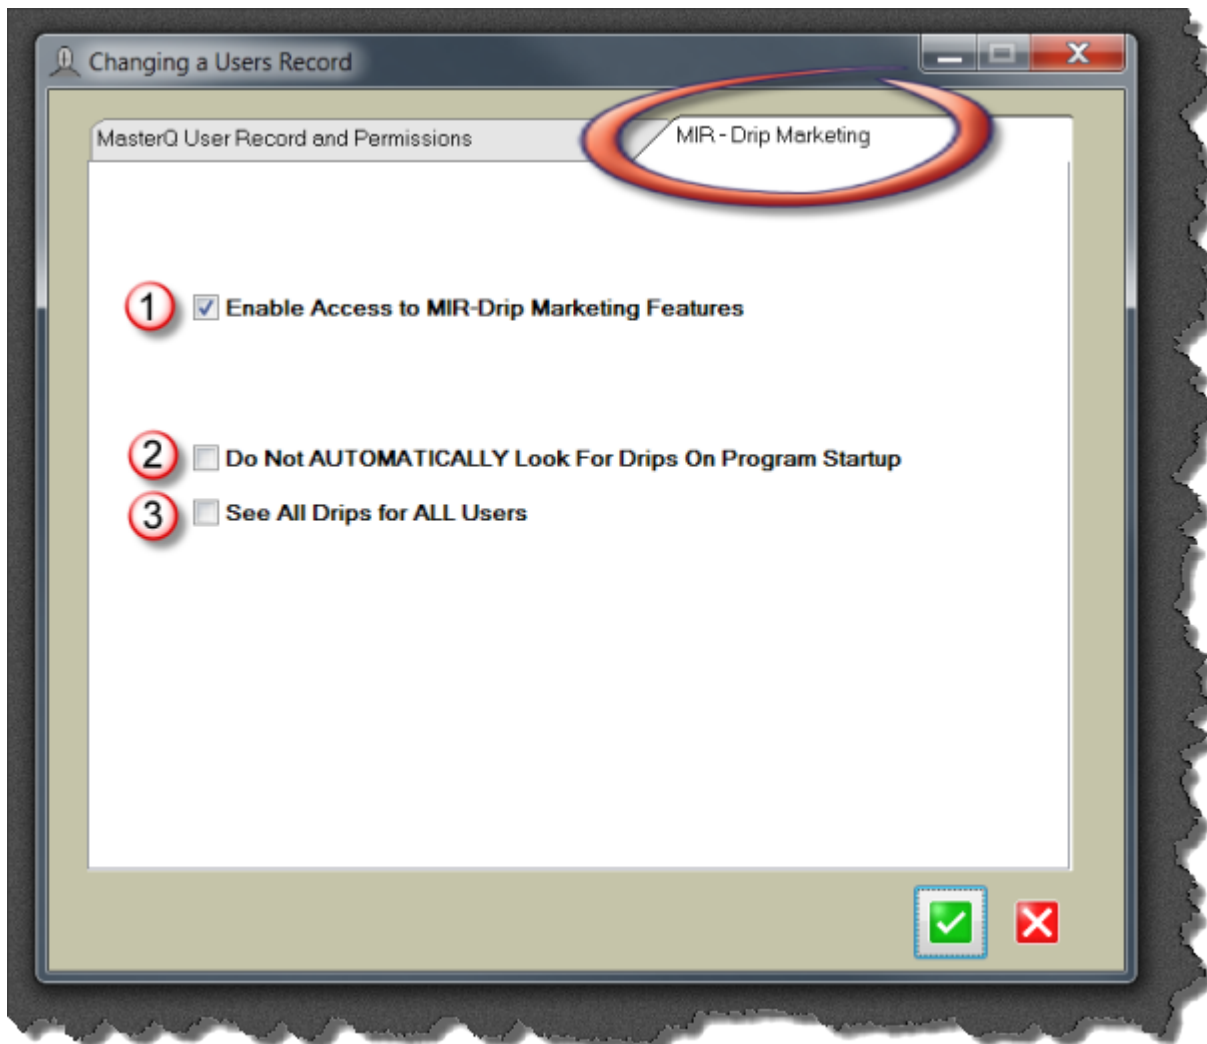 Changing a Users Record
MasterQ User Record and Permissions
MIR - Drip Marketing
1 Enable Access to MIR-Drip Marketing Features
2 Do Not AUTOMATICALLY Look For Drips On Program Startup
3 See All Drips for ALL Users